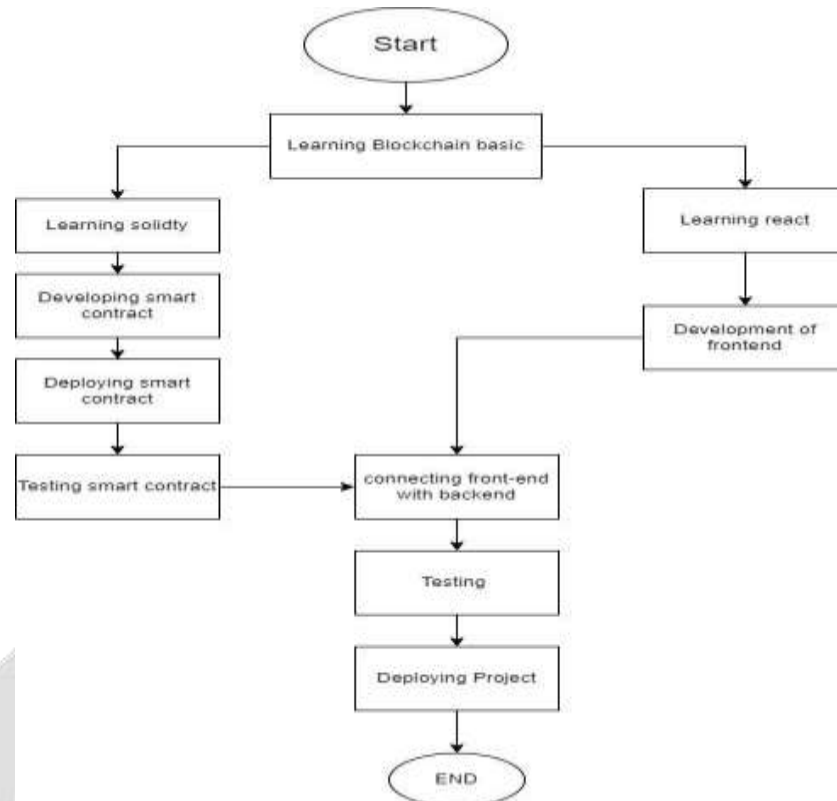 Start
Learning Blockchain basic
Learning solidty
Learning react
Developing smart
contract
Development of
frontend
Deploying smart
contract
Testing smart contract
connecting front-end
with backend
Testing
Deploying Project
END